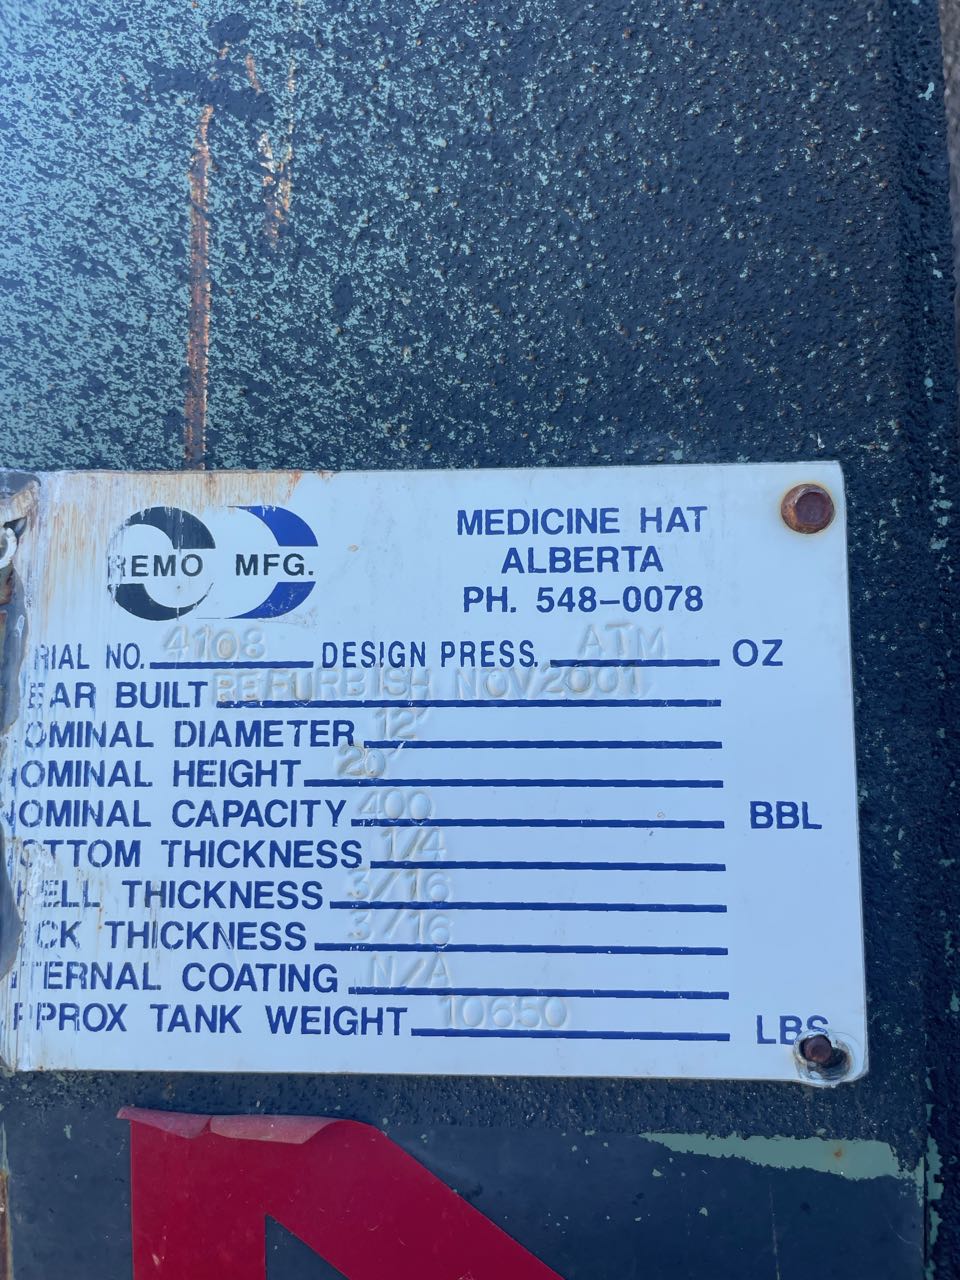 REMO MFG.
MEDICINE HAT
ALBERTA
PH. 548-0078
RIAL NO. 4108 DESIGN PRESS. ATM OZ
EAR BUILT REFURBISH NOV2001
OMINAL DIAMETER 12'
OMINAL HEIGHT 20'
OMINAL CAPACITY 400 BBL
OTTOM THICKNESS 1/4
HELL THICKNESS 3/16
CK THICKNESS 3/16
TERNAL COATING N/A
PPROX TANK WEIGHT 10650 LBS